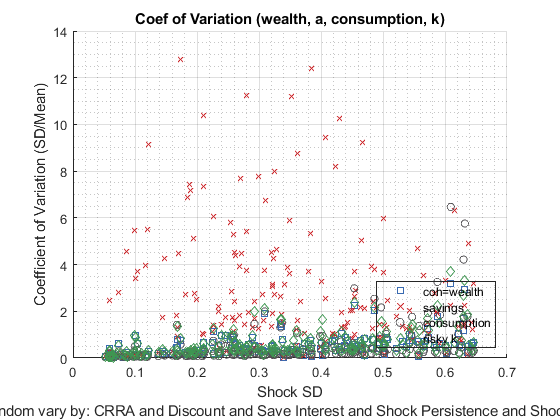 Coef of Variation (wealth, a, consumption, k)
14
12
10
8
6
4
2
0
Coefficient of Variation (SD/Mean)
coh=wealth
savings
consumption
risky k
0 0.1 0.2 0.3 0.4 0.5 0.6 0.7
Shock SD
ndom vary by: CRRA and Discount and Save Interest and Shock Persistence and Shoc